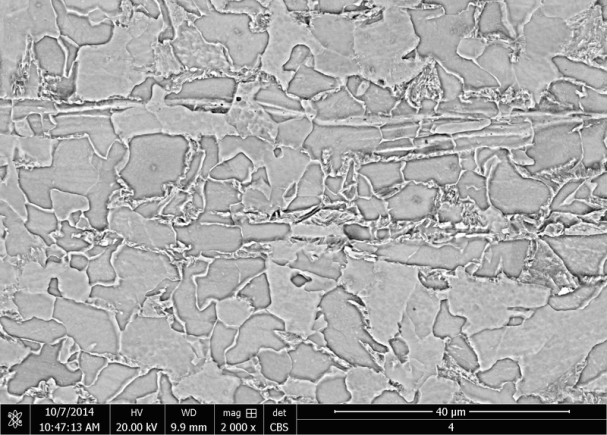 10/7/2014 HV WD mag ⊞ det 40 µm
10:47:13 AM 20.00 kV 9.9 mm 2 000 x CBS 4